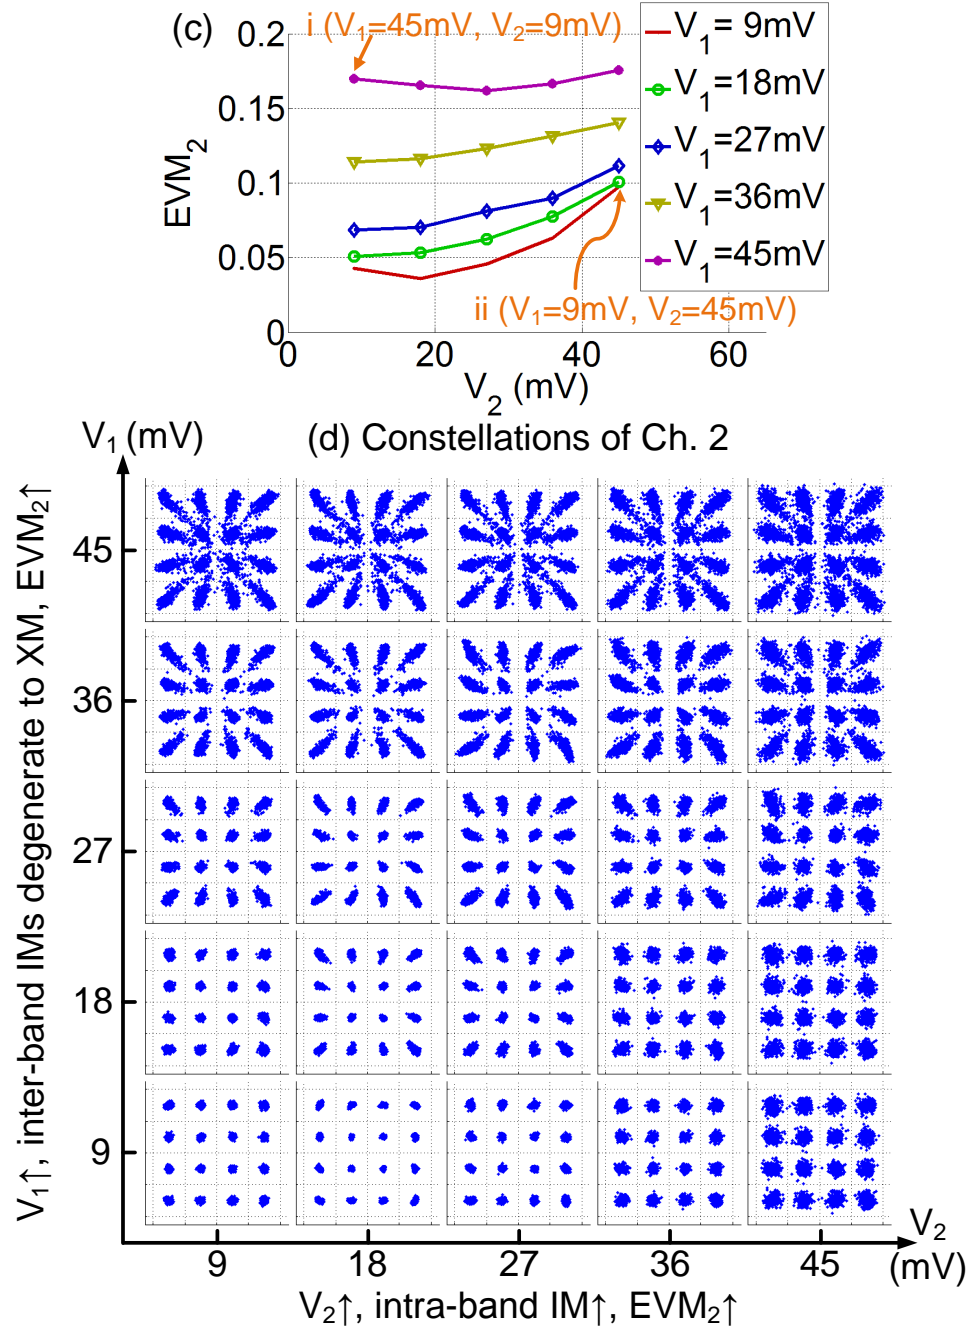 (c)
0.2
0.15
0.1
0.05
0
EVM2
i (V1=45mV, V2=9mV)
ii (V1=9mV, V2=45mV)
V1= 9mV
V1=18mV
V1=27mV
V1=36mV
V1=45mV
0 20 40 60
V2 (mV)
V1 (mV)
(d) Constellations of Ch. 2
45
36
27
18
9
V1↑, inter-band IMs degenerate to XM, EVM2↑
9 18 27 36 45
V2
(mV)
V2↑, intra-band IM↑, EVM2↑